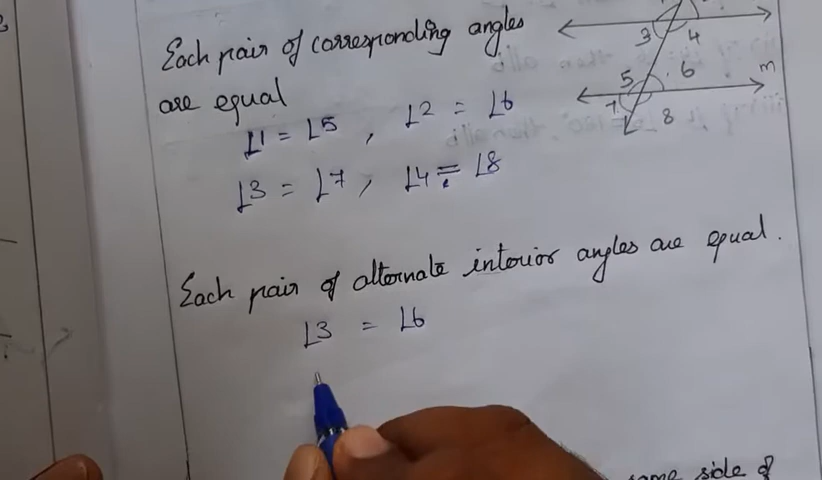 Each pair of corresponding angles
are equal
∠1 = ∠5 , ∠2 = ∠6
∠3 = ∠7 , ∠4 = ∠8
3 4
5 6 m
7 8
Each pair of alternate interior angles are equal.
∠3 = ∠6
same side of